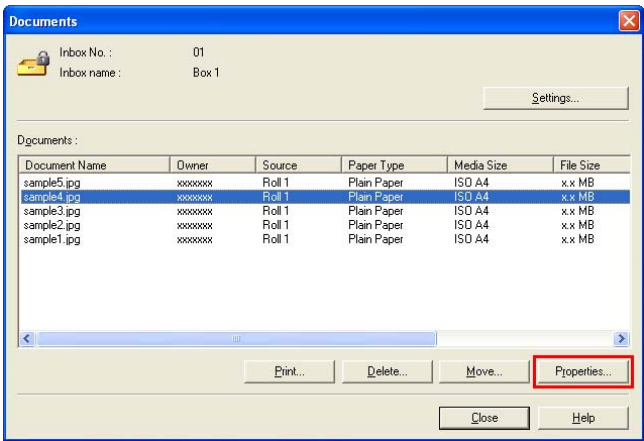 Documents
Inbox No. : 01
Inbox name : Box 1
Settings...
Documents :
Document Name Owner Source Paper Type Media Size File Size
sample5.jpg xxxxxxx Roll 1 Plain Paper ISO A4 x.x MB
sample4.jpg xxxxxxx Roll 1 Plain Paper ISO A4 x.x MB
sample3.jpg xxxxxxx Roll 1 Plain Paper ISO A4 x.x MB
sample2.jpg xxxxxxx Roll 1 Plain Paper ISO A4 x.x MB
sample1.jpg xxxxxxx Roll 1 Plain Paper ISO A4 x.x MB
Print... Delete... Move... Properties...
Close Help